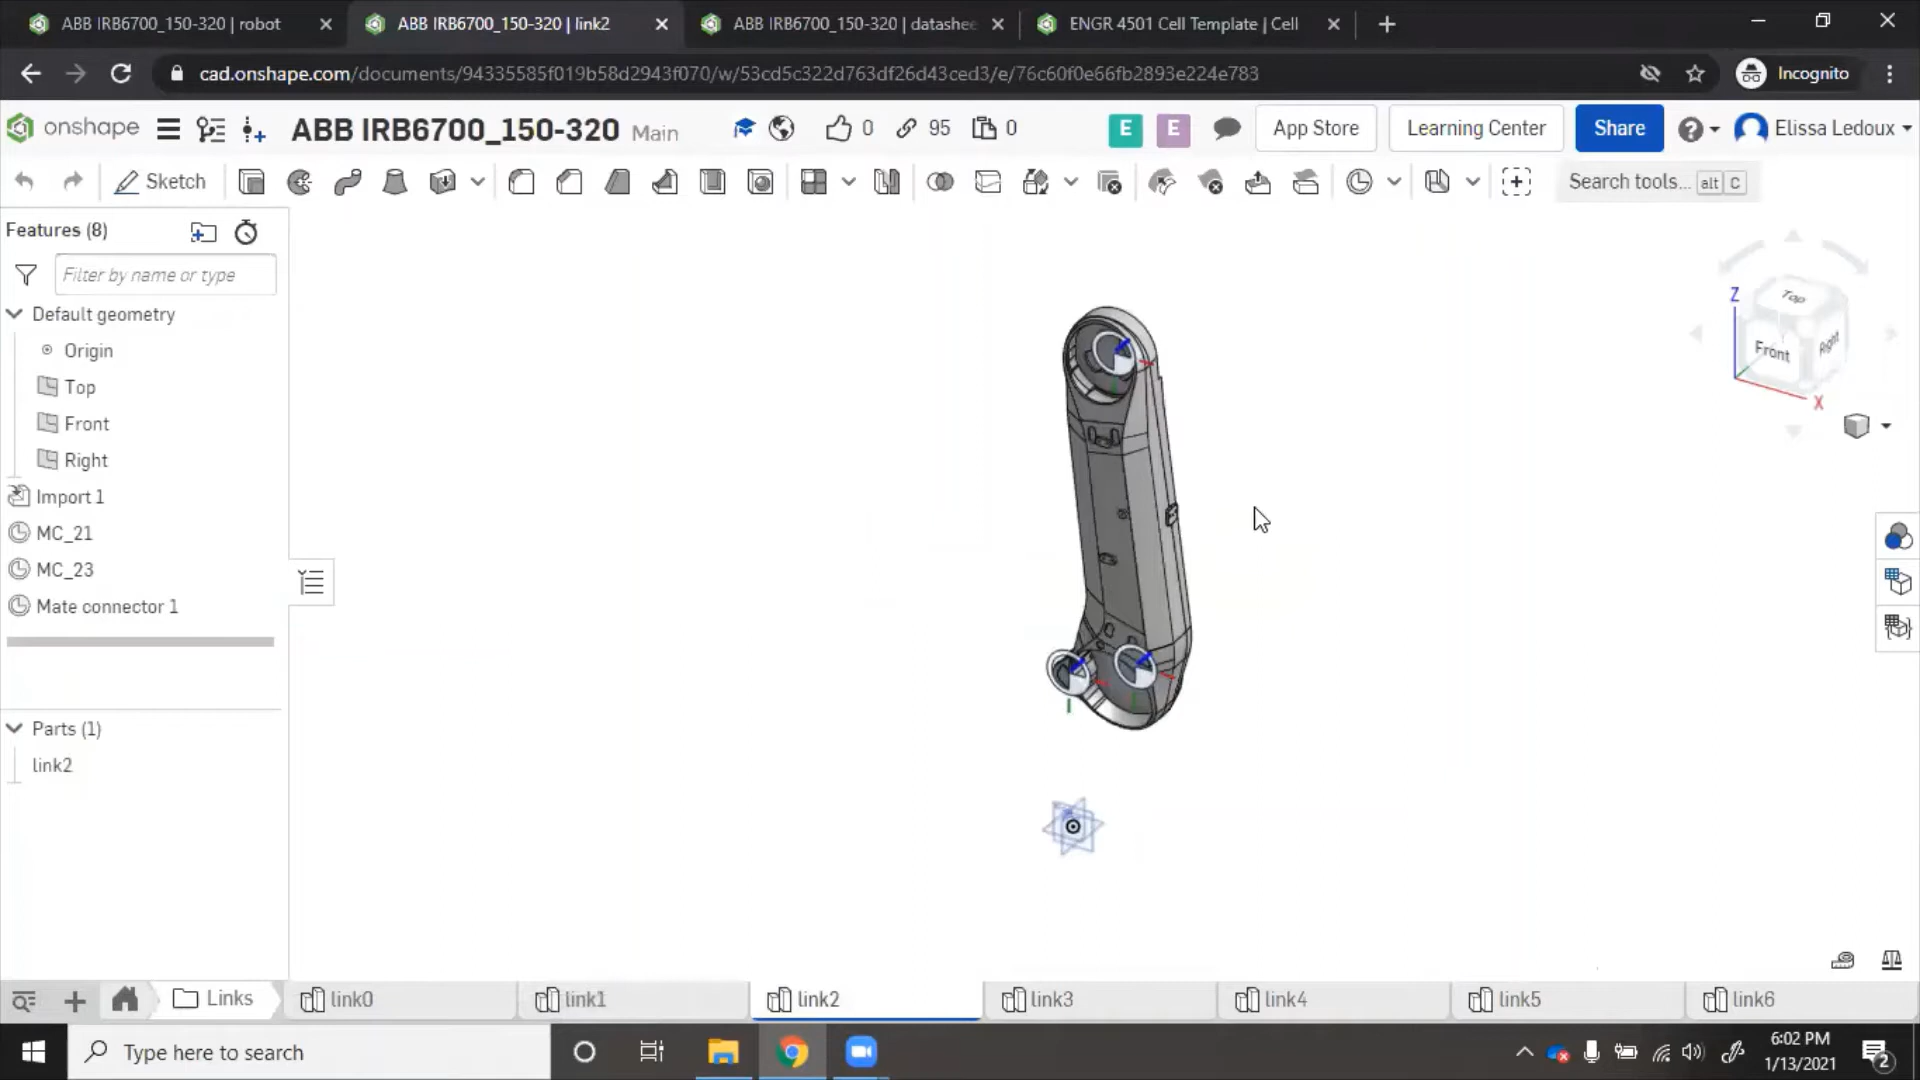 ABB IRB6700_150-320 | robot
ABB IRB6700_150-320 | link2
ABB IRB6700_150-320 | datashee
ENGR 4501 Cell Template | Cell
cad.onshape.com/documents/94335585f019b58d2943f070/w/53cd5c322d763df26d43ced3/e/76c60f0e66fb2893e224e783
Incognito
onshape
ABB IRB6700_150-320 Main
0
95
0
E
E
App Store
Learning Center
Share
Elissa Ledoux
Sketch
Search tools... alt C
Features (8)
Filter by name or type
Default geometry
Origin
Top
Front
Right
Import 1
MC_21
MC_23
Mate connector 1
Parts (1)
link2
Z
Top
Front
Right
X
Links
link0
link1
link2
link3
link4
link5
link6
Type here to search
6:02 PM
1/13/2021
2